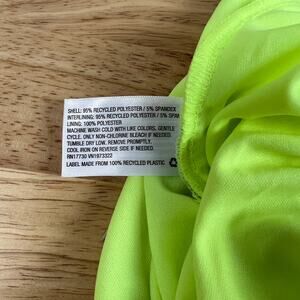 SHELL: 95% RECYCLED POLYESTER / 5% SPANDEX
INTERLINING: 95% RECYCLED POLYESTER / 5% SPAN
LINING: 100% POLYESTER
MACHINE WASH COLD WITH LIKE COLORS, GENTLE
CYCLE. ONLY NON-CHLORINE BLEACH IF NEEDED.
TUMBLE DRY LOW. REMOVE PROMPTLY.
COOL IRON ON REVERSE SIDE IF NEEDED.
RN17730 VN1973322
LABEL MADE FROM 100% RECYCLED PLASTIC